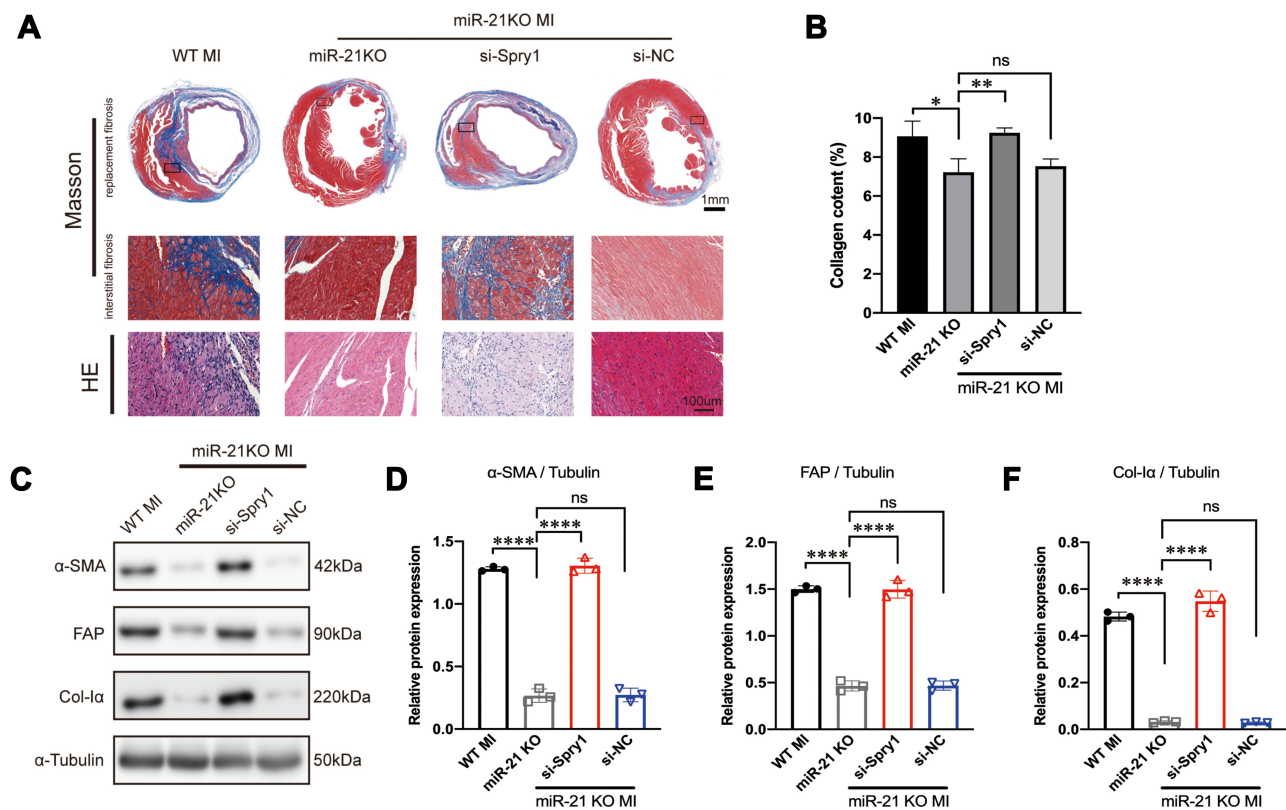 A
miR-21KO MI
WT MI
miR-21KO
si-Spry1
si-NC
Masson
replacement fibrosis
1mm
interstitial fibrosis
HE
100um
B
ns
**
*
Collagen cotent (%)
10
8
6
4
2
0
WT MI
miR-21 KO
si-Spry1
si-NC
miR-21 KO MI
C
miR-21KO MI
WT MI
miR-21KO
si-Spry1
si-NC
α-SMA
42kDa
FAP
90kDa
Col-Iα
220kDa
α-Tubulin
50kDa
D
α-SMA / Tubulin
ns
****
****
Relative protein expression
1.5
1.0
0.5
0.0
WT MI
miR-21 KO
si-Spry1
si-NC
miR-21 KO MI
E
FAP / Tubulin
ns
****
****
Relative protein expression
2.0
1.5
1.0
0.5
0.0
WT MI
miR-21 KO
si-Spry1
si-NC
miR-21 KO MI
F
Col-Iα / Tubulin
ns
****
****
Relative protein expression
0.8
0.6
0.4
0.2
0.0
WT MI
miR-21 KO
si-Spry1
si-NC
miR-21 KO MI